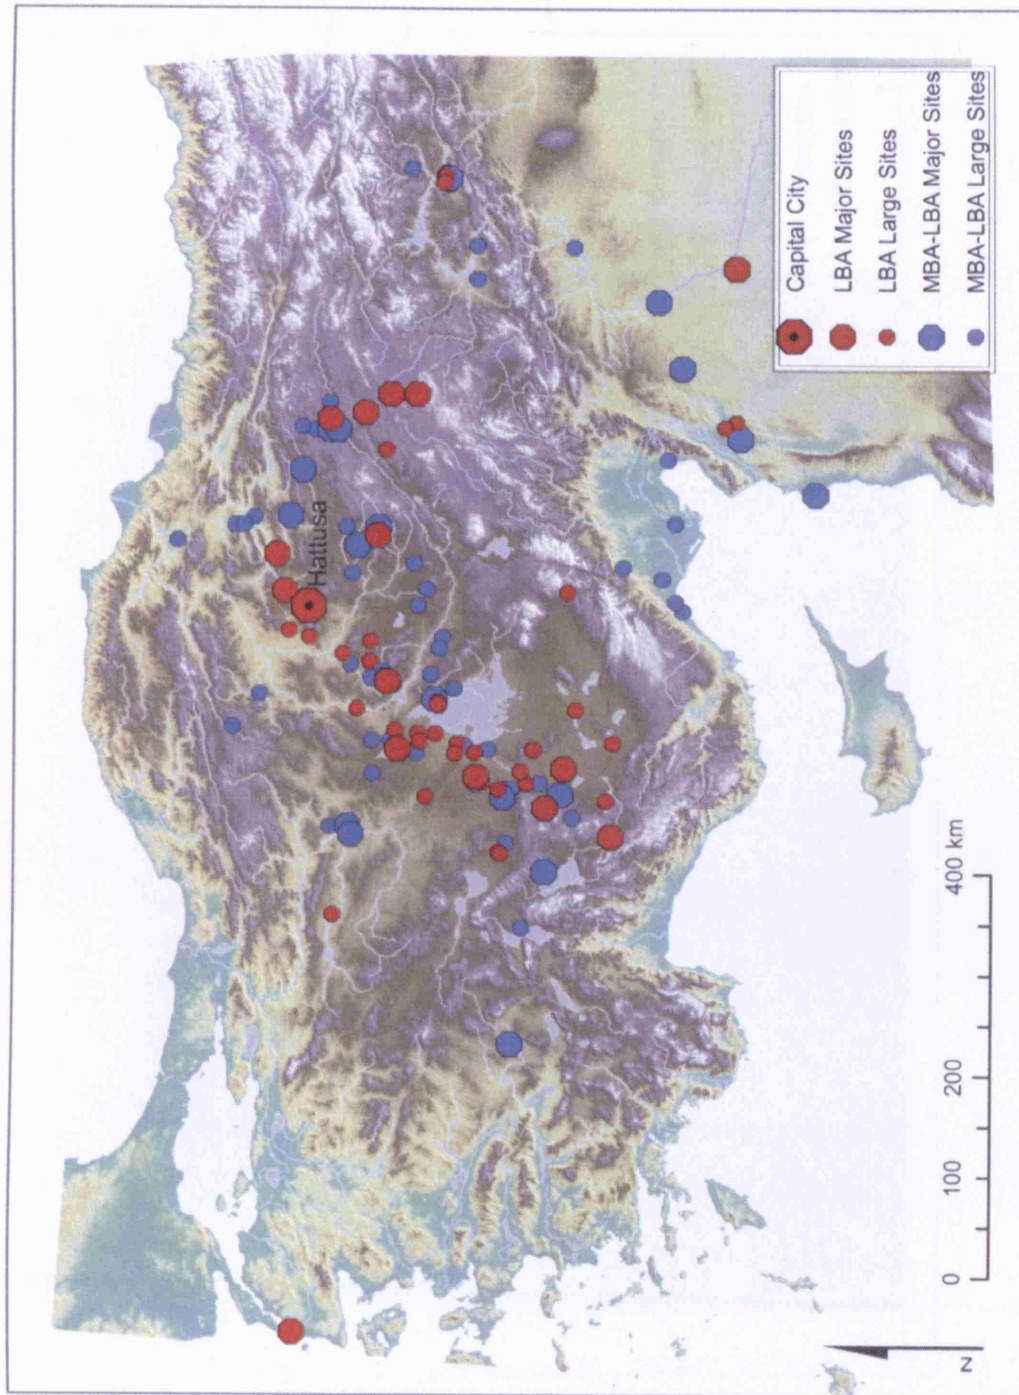 Hattusa
Capital City
LBA Major Sites
LBA Large Sites
MBA-LBA Major Sites
MBA-LBA Large Sites
N
0 100 200 400 km